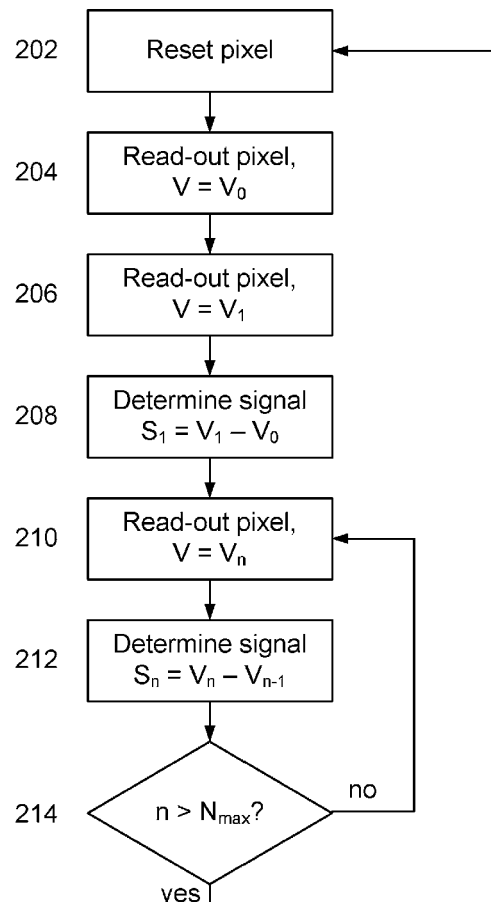 202
Reset pixel
204
Read-out pixel,
V = V₀
206
Read-out pixel,
V = V₁
208
Determine signal
S₁ = V₁ – V₀
210
Read-out pixel,
V = Vₙ
212
Determine signal
Sₙ = Vₙ – Vₙ₋₁
214
n > Nmax?
no
yes